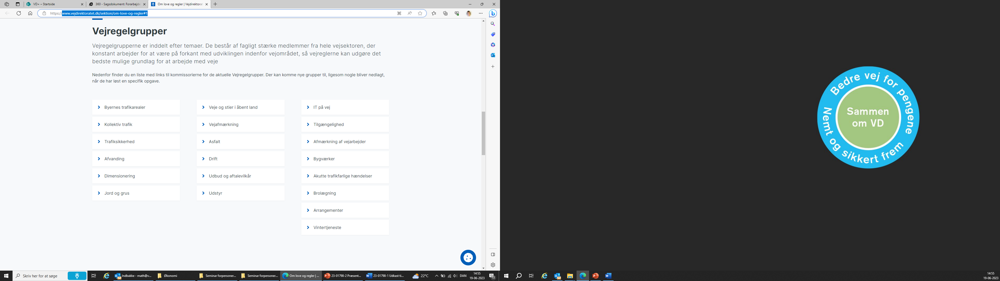 VD+ – Startside
360 - Sagsdokument: Forarbejde
Om love og regler | Vejdirektorat
https://www.vejdirektoratet.dk/sektion/om-love-og-regler#1
Vejregelgrupper
Vejregelgrupperne er inddelt efter temaer. De består af fagligt stærke medlemmer fra hele vejsektoren, der
konstant arbejder for at være på forkant med udviklingen indenfor vejområdet, så vejreglerne kan udgøre det
bedste mulige grundlag for at arbejde med veje
Nedenfor finder du en liste med links til kommissorierne for de aktuelle Vejregelgrupper. Der kan komme nye grupper til, ligesom nogle bliver nedlagt,
når de har løst en specifik opgave.
Byernes trafikarealer
Kollektiv trafik
Trafiksikkerhed
Afvanding
Dimensionering
Jord og grus
Veje og stier i åbent land
Vejafmærkning
Asfalt
Drift
Udbud og aftalevilkår
Udstyr
IT på vej
Tilgængelighed
Afmærkning af vejarbejder
Bygværker
Akutte trafikfarlige hændelser
Brolægning
Arrangementer
Vintertjeneste
Bedre vej for pengene
Nemt og sikkert frem
Sammen
om VD
Skriv her for at søge
Indbakke - math@v...
Økonomi
Seminar forpersoner...
Seminar forpersoner...
Om love og regler | ...
23-01798-2 Præsent...
23-01798-1 Udkast ti...
22°C
DAN
14:55
19-06-2023
13
14:55
19-06-2023